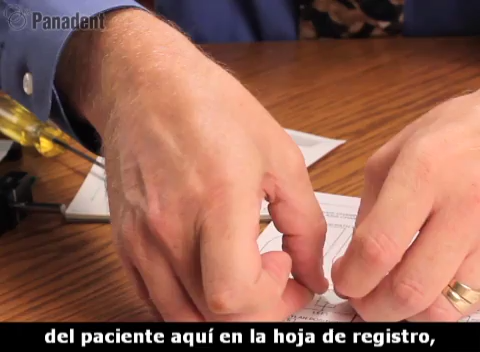 Panadent
del paciente aquí en la hoja de registro,